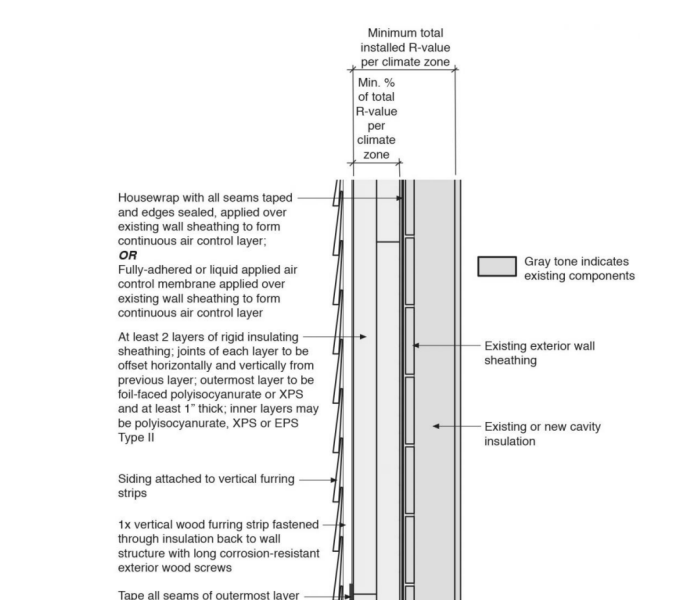 Minimum total
installed R-value
per climate zone
Min. %
of total
R-value
per
climate
zone
Housewrap with all seams taped
and edges sealed, applied over
existing wall sheathing to form
continuous air control layer;
OR
Fully-adhered or liquid applied air
control membrane applied over
existing wall sheathing to form
continuous air control layer
At least 2 layers of rigid insulating
sheathing; joints of each layer to be
offset horizontally and vertically from
previous layer; outermost layer to be
foil-faced polyisocyanurate or XPS
and at least 1" thick; inner layers may
be polyisocyanurate, XPS or EPS
Type II
Siding attached to vertical furring
strips
1x vertical wood furring strip fastened
through insulation back to wall
structure with long corrosion-resistant
exterior wood screws
Tape all seams of outermost layer
Gray tone indicates
existing components
Existing exterior wall
sheathing
Existing or new cavity
insulation